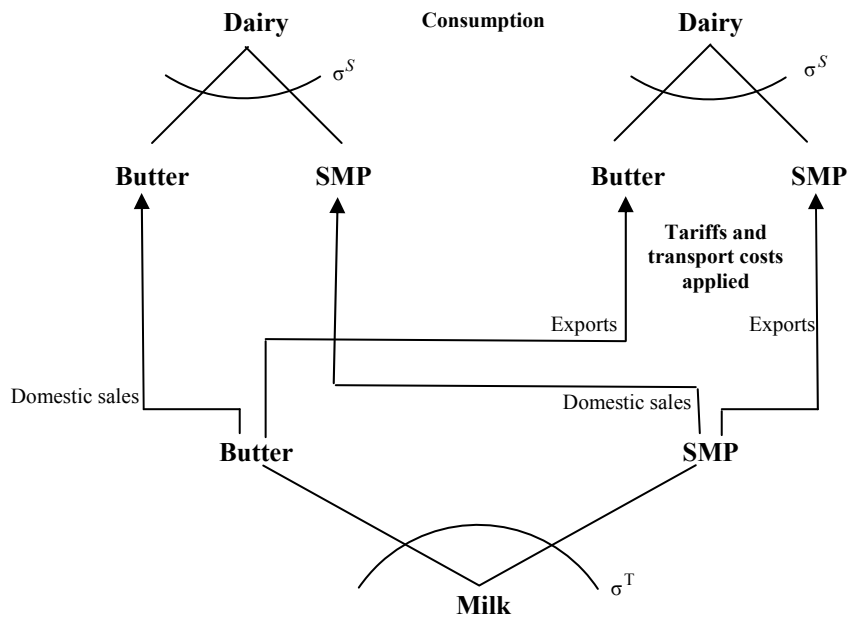 Dairy
Consumption
Dairy
σS
σS
Butter
SMP
Butter
SMP
Tariffs and
transport costs
applied
Exports
Exports
Domestic sales
Domestic sales
Butter
SMP
σT
Milk